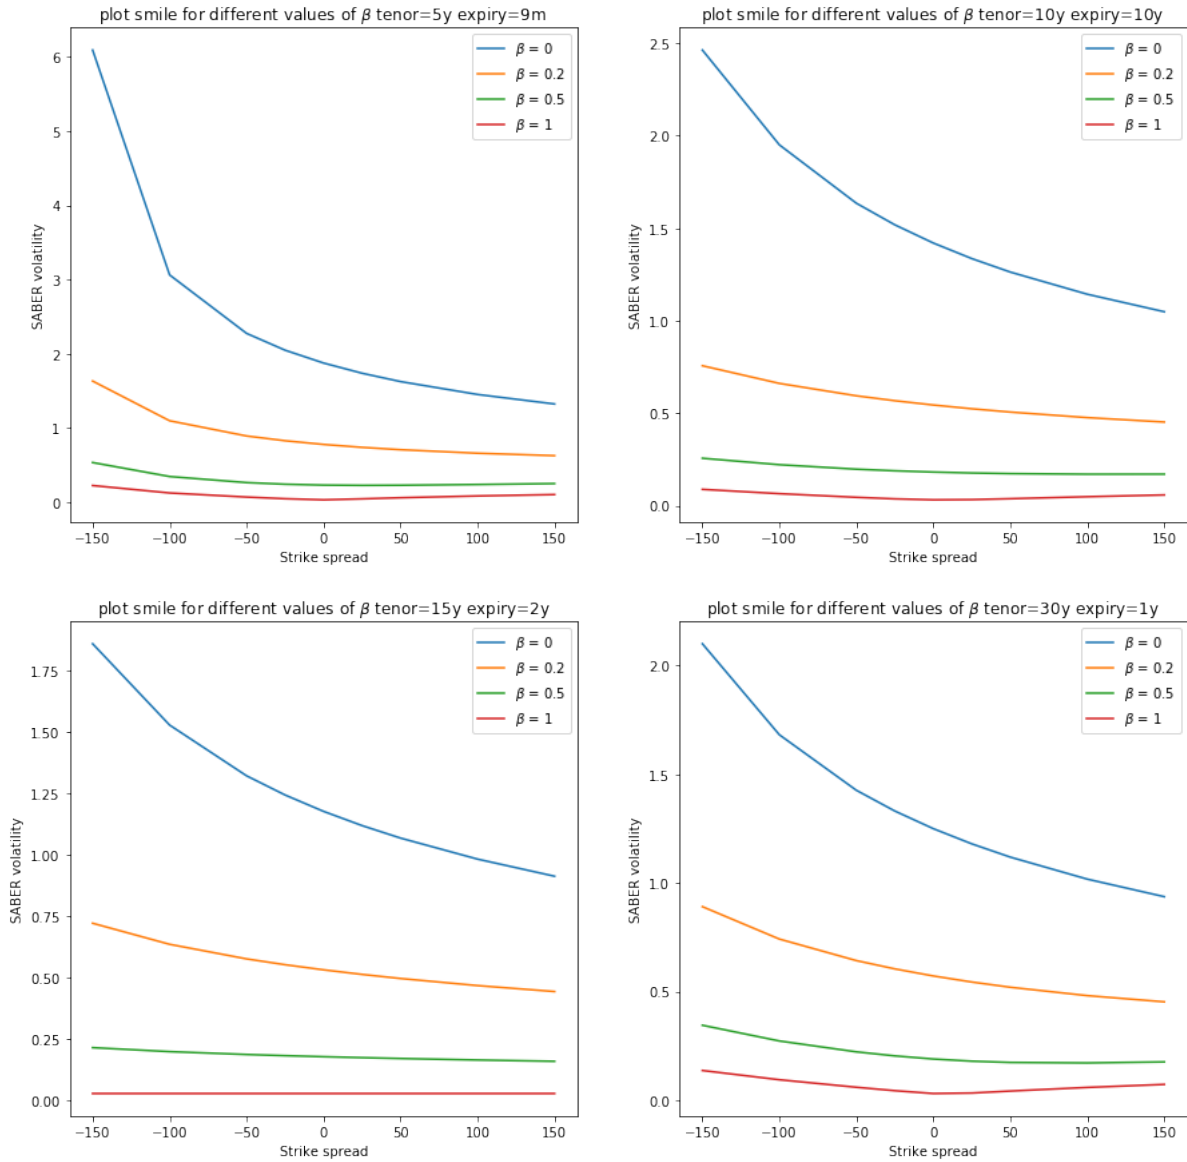 plot smile for different values of β tenor=5y expiry=9m
6
5
4
3
2
1
0
SABER volatility
β = 0
β = 0.2
β = 0.5
β = 1
−150
−100
−50
0
50
100
150
Strike spread
plot smile for different values of β tenor=10y expiry=10y
2.5
2.0
1.5
1.0
0.5
0.0
SABER volatility
β = 0
β = 0.2
β = 0.5
β = 1
−150
−100
−50
0
50
100
150
Strike spread
plot smile for different values of β tenor=15y expiry=2y
1.75
1.50
1.25
1.00
0.75
0.50
0.25
0.00
SABER volatility
β = 0
β = 0.2
β = 0.5
β = 1
−150
−100
−50
0
50
100
150
Strike spread
plot smile for different values of β tenor=30y expiry=1y
2.0
1.5
1.0
0.5
0.0
SABER volatility
β = 0
β = 0.2
β = 0.5
β = 1
−150
−100
−50
0
50
100
150
Strike spread